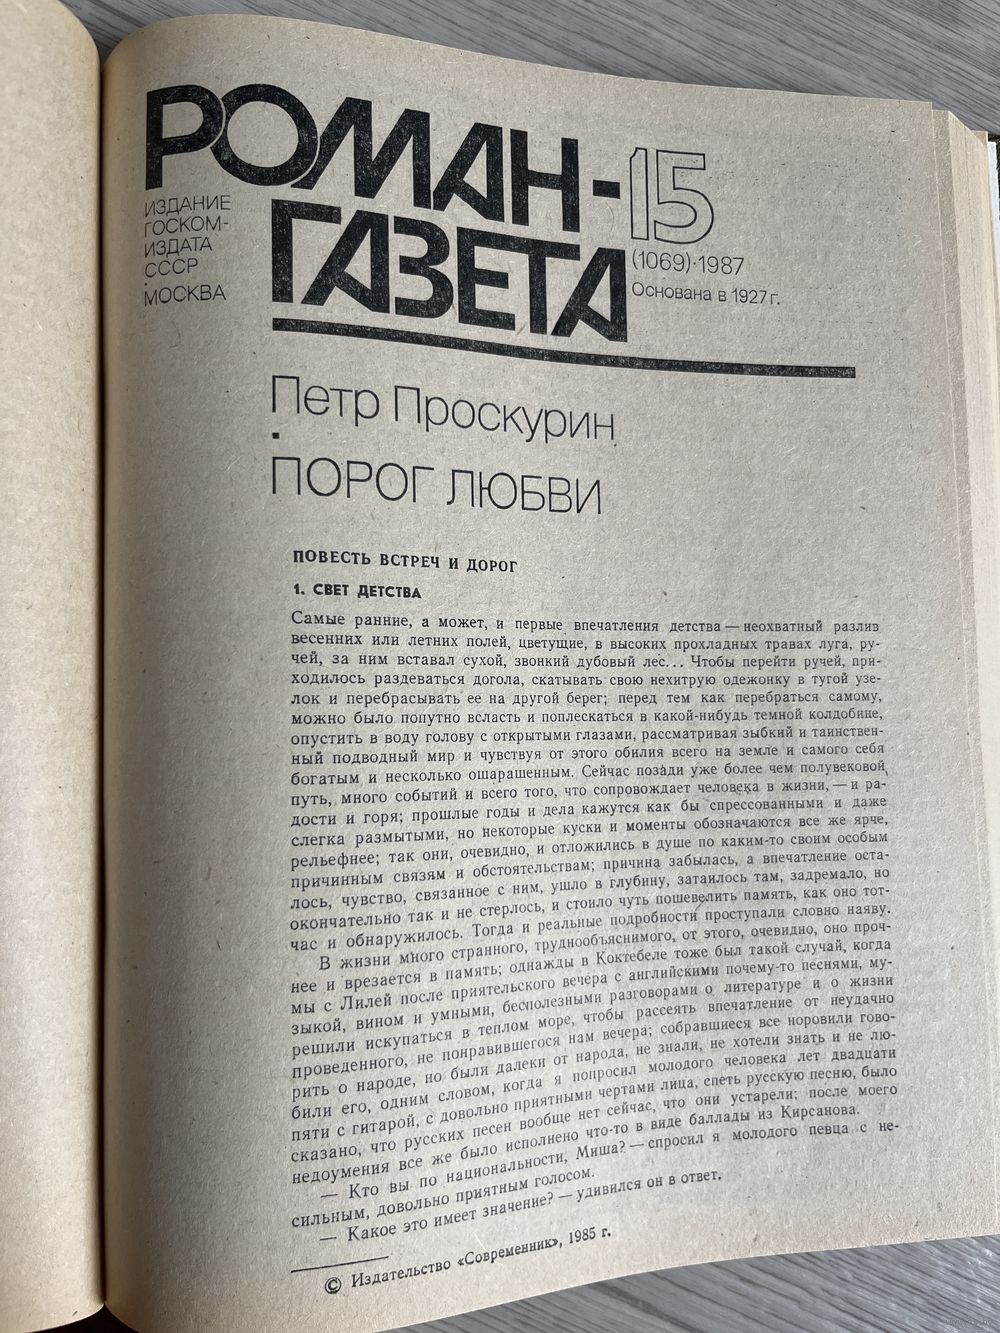 РОМАН-
ГАЗЕТА
15
(1069)·1987
Основана в 1927 г.
ИЗДАНИЕ
ГОСКОМ-
ИЗДАТА
СССР
·
МОСКВА
Петр Проскурин
·
ПОРОГ ЛЮБВИ
ПОВЕСТЬ ВСТРЕЧ И ДОРОГ
1. СВЕТ ДЕТСТВА
Самые ранние, а может, и первые впечатления детства — неохватный разлив
весенних или летних полей, цветущие, в высоких прохладных травах луга, ру-
чей, за ним вставал сухой, звонкий дубовый лес... Чтобы перейти ручей, при-
ходилось раздеваться догола, скатывать свою нехитрую одежонку в тугой узе-
лок и перебрасывать ее на другой берег; перед тем как перебраться самому,
можно было попутно всласть и поплескаться в какой-нибудь темной колдобине,
опустить в воду голову с открытыми глазами, рассматривая зыбкий и таинствен-
ный подводный мир и чувствуя от этого обилия всего на земле и самого себя
богатым и несколько ошарашенным. Сейчас позади уже более чем полувековой
путь, много событий и всего того, что сопровождает человека в жизни, — и ра-
дости и горя; прошлые годы и дела кажутся как бы спрессованными и даже
слегка размытыми, но некоторые куски и моменты обозначаются все же ярче,
рельефнее; так они, очевидно, и отложились в душе по каким-то своим особым
причинным связям и обстоятельствам; причина забылась, а впечатление оста-
лось, чувство, связанное с ним, ушло в глубину, затаилось там, задремало, но
окончательно так и не стерлось, и стоило чуть пошевелить память, как оно тот-
час и обнаружилось. Тогда и реальные подробности проступали словно наяву.
В жизни много странного, труднообъяснимого, от этого, очевидно, оно проч-
нее и врезается в память; однажды в Коктебеле тоже был такой случай, когда
мы с Лилей после приятельского вечера с английскими почему-то песнями, му-
зыкой, вином и умными, бесполезными разговорами о литературе и о жизни
решили искупаться в теплом море, чтобы рассеять впечатление от неудачно
проведенного, не понравившегося нам вечера; собравшиеся все норовили гово-
рить о народе, но были далеки от народа, не знали, не хотели знать и не лю-
били его, одним словом, когда я попросил молодого человека лет двадцати
пяти с гитарой, с довольно приятными чертами лица, спеть русскую песню, было
сказано, что русских песен вообще нет сейчас, что они устарели; после моего
недоумения все же было исполнено что-то в виде баллады из Кирсанова.
— Кто вы по национальности, Миша? — спросил я молодого певца с не-
сильным, довольно приятным голосом.
— Какое это имеет значение? — удивился он в ответ.
© Издательство «Современник», 1985 г.